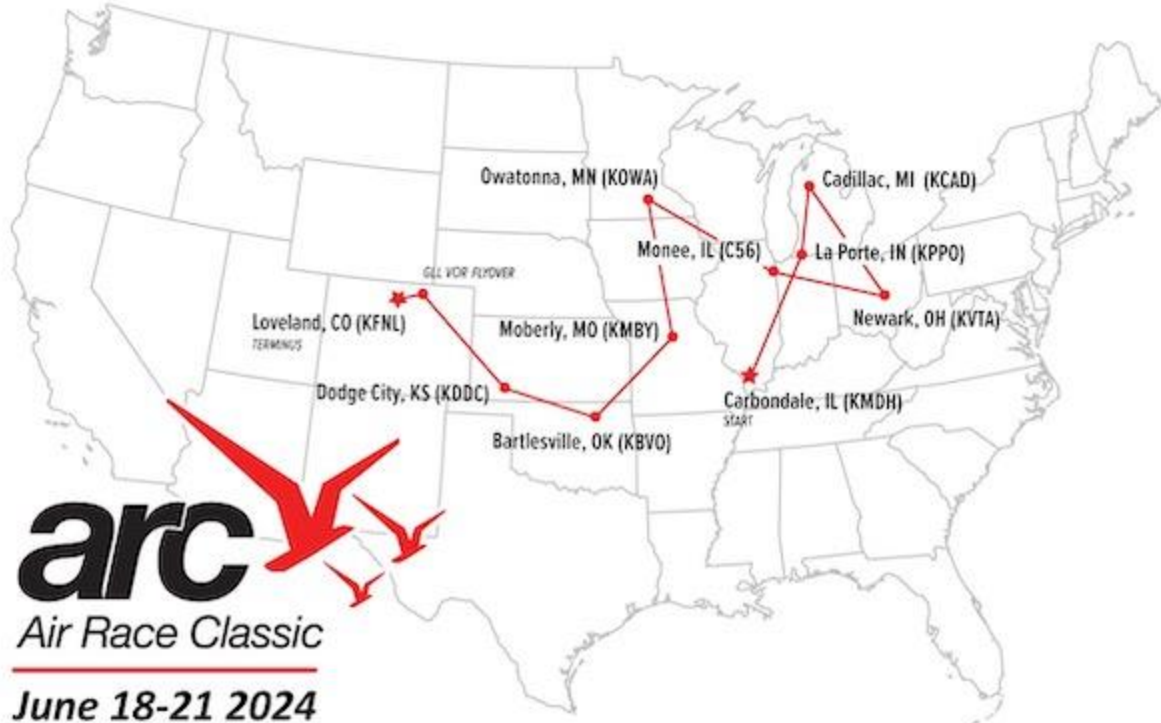 Owatonna, MN (KOWA)
Cadillac, MI (KCAD)
Monee, IL (C56)
La Porte, IN (KPPO)
GLL VOR FLYOVER
Loveland, CO (KFNL)
TERMINUS
Moberly, MO (KMBY)
Newark, OH (KVTA)
Dodge City, KS (KDDC)
Carbondale, IL (KMDH)
START
Bartlesville, OK (KBVO)
arc
Air Race Classic
June 18-21 2024